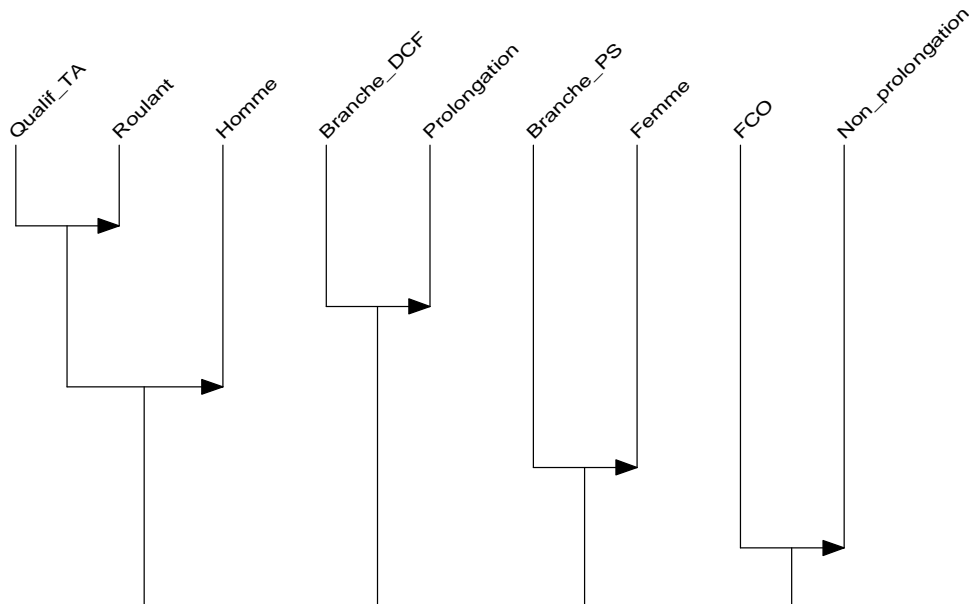 Qualif_TA
Roulant
Homme
Branche_DCF
Prolongation
Branche_PS
Femme
FCO
Non_prolongation